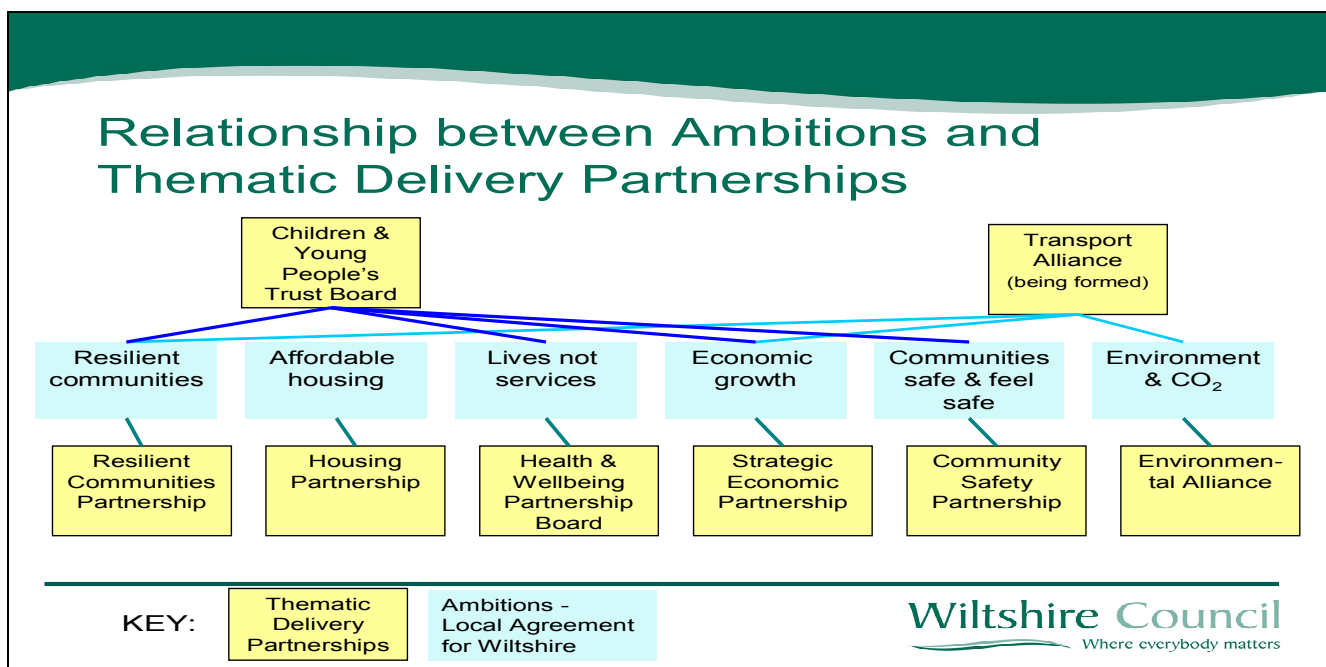 Relationship between Ambitions and
Thematic Delivery Partnerships
Children &
Young
People's
Trust Board
Transport
Alliance
(being formed)
Resilient
communities
Affordable
housing
Lives not
services
Economic
growth
Communities
safe & feel
safe
Environment
& CO₂
Resilient
Communities
Partnership
Housing
Partnership
Health &
Wellbeing
Partnership
Board
Strategic
Economic
Partnership
Community
Safety
Partnership
Environmen-
tal Alliance
KEY:
Thematic
Delivery
Partnerships
Ambitions -
Local Agreement
for Wiltshire
Wiltshire Council
Where everybody matters